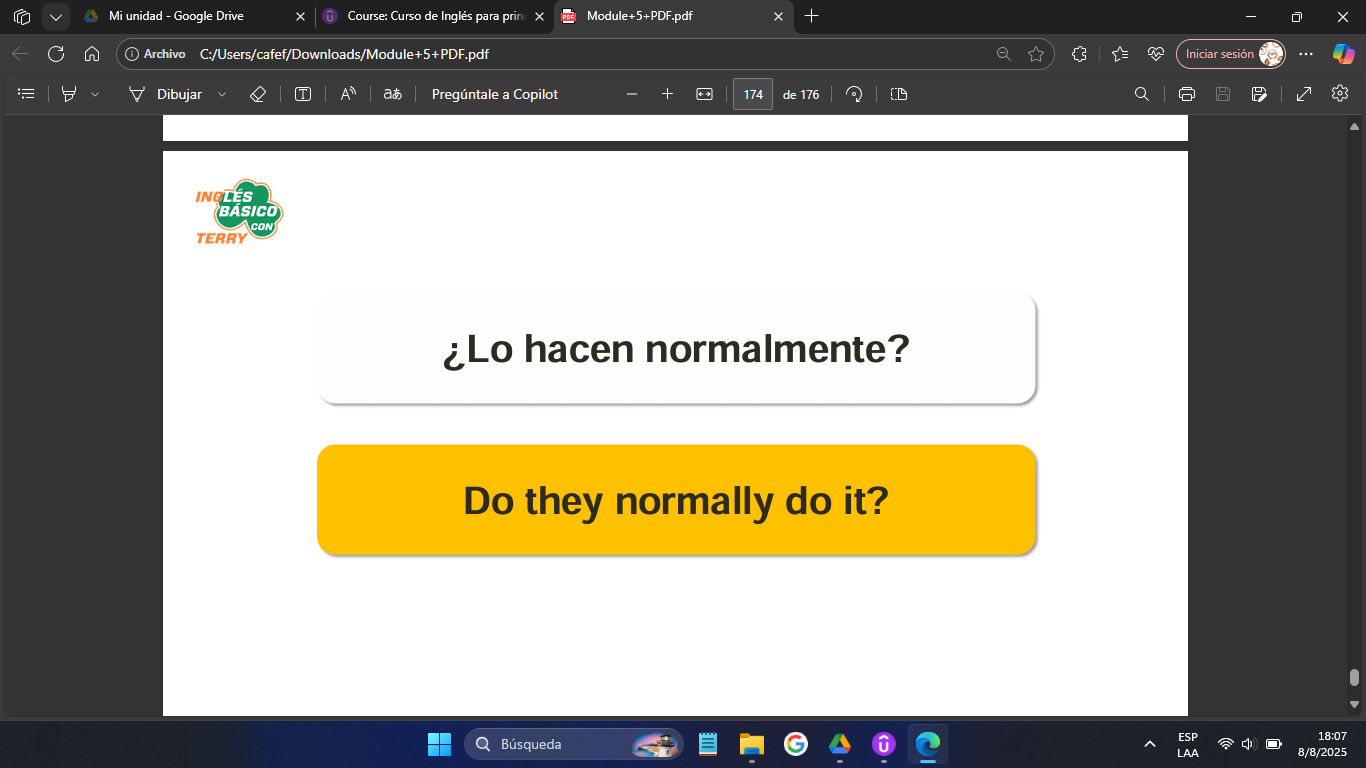 Mi unidad - Google Drive
Course: Curso de Inglés para prin
Module+5+PDF.pdf
Archivo
C:/Users/cafef/Downloads/Module+5+PDF.pdf
Iniciar sesión
Dibujar
aあ
Pregúntale a Copilot
174 de 176
INGLÉS
BÁSICO
CON
TERRY
¿Lo hacen normalmente?
Do they normally do it?
Búsqueda
ESP
LAA
18:07
8/8/2025